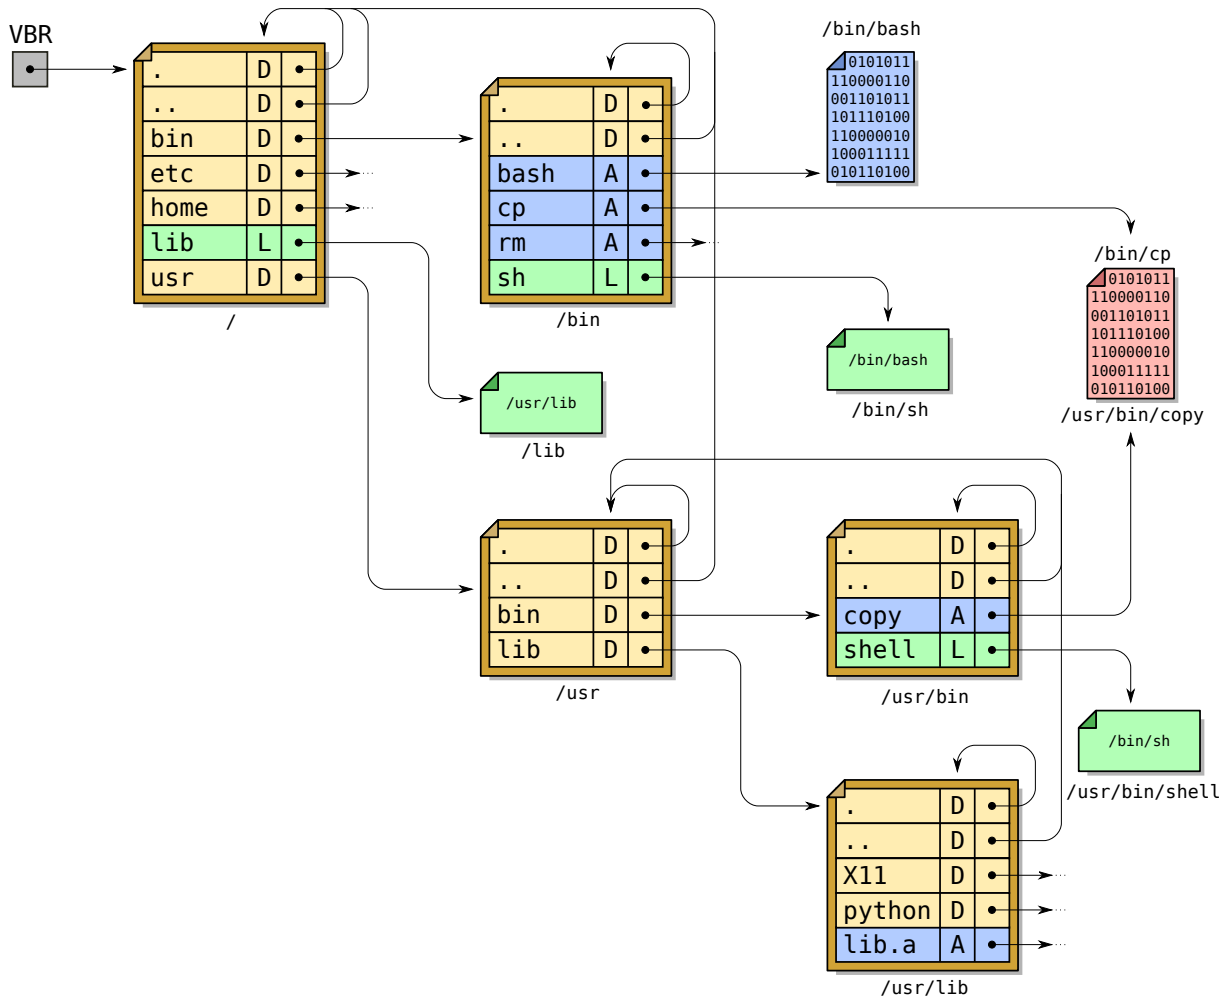 VBR
. D
.. D
bin D
etc D
home D
lib L
usr D
/
. D
.. D
bash A
cp A
rm A
sh L
/bin
/bin/bash
0101011
110000110
001101011
101110100
110000010
100011111
010110100
/bin/cp
0101011
110000110
001101011
101110100
110000010
100011111
010110100
/usr/bin/copy
/bin/bash
/bin/sh
/usr/lib
/lib
. D
.. D
bin D
lib D
/usr
. D
.. D
copy A
shell L
/usr/bin
/bin/sh
/usr/bin/shell
. D
.. D
X11 D
python D
lib.a A
/usr/lib